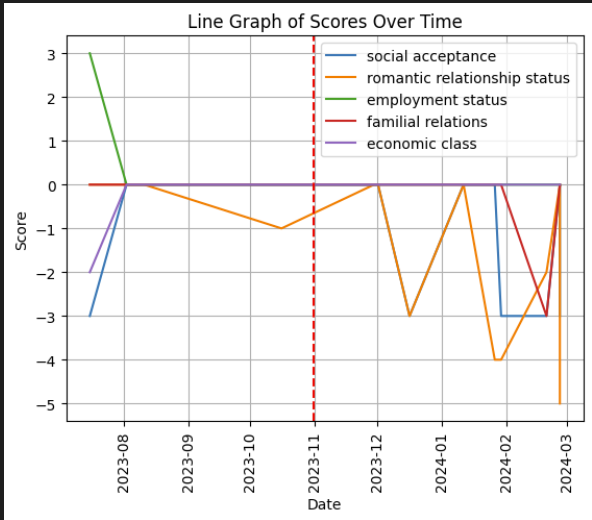 Line Graph of Scores Over Time
social acceptance
romantic relationship status
employment status
familial relations
economic class
Score
3
2
1
0
−1
−2
−3
−4
−5
2023-08
2023-09
2023-10
2023-11
2023-12
2024-01
2024-02
2024-03
Date